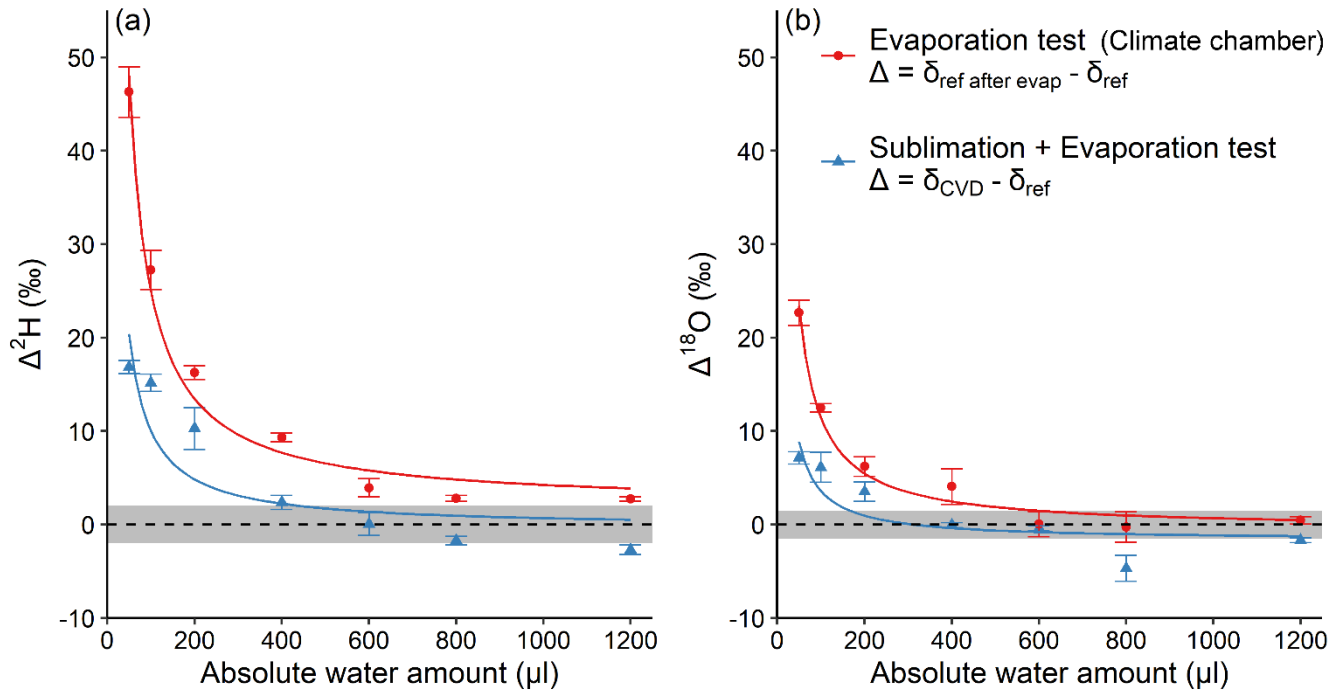 (a)
50
40
30
20
10
0
-10
Δ²H (‰)
0 200 400 600 800 1000 1200
Absolute water amount (µl)
(b)
Evaporation test (Climate chamber)
Δ = δref after evap - δref
Sublimation + Evaporation test
Δ = δCVD - δref
50
40
30
20
10
0
-10
Δ¹⁸O (‰)
0 200 400 600 800 1000 1200
Absolute water amount (µl)